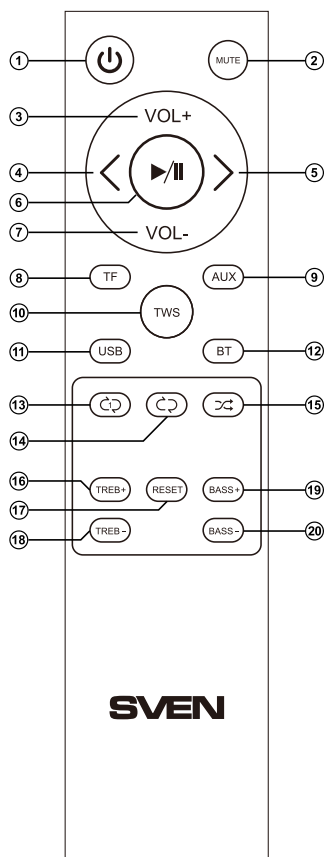 1
2
MUTE
3
VOL+
4
5
6
7
VOL-
8
TF
AUX
9
10
TWS
11
USB
BT
12
13
1
14
15
16
TREB+
RESET
BASS+
19
17
18
TREB-
BASS-
20
SVEN